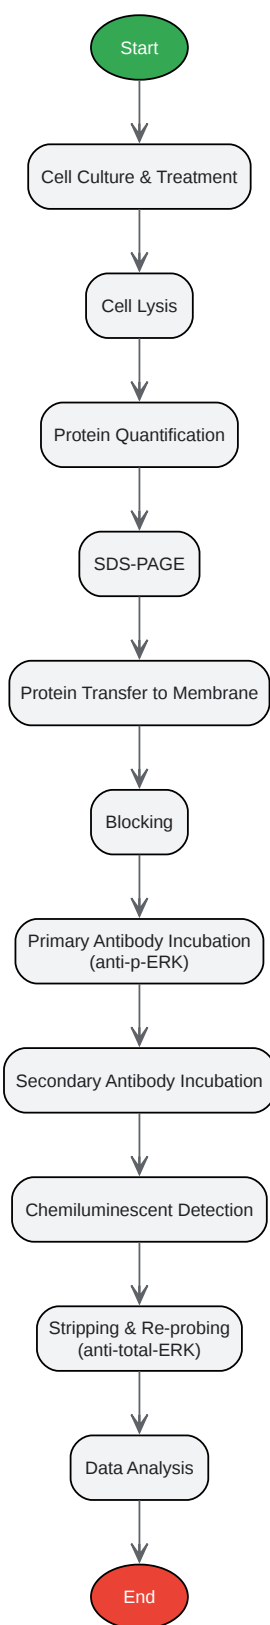 Start
Cell Culture & Treatment
Cell Lysis
Protein Quantification
SDS-PAGE
Protein Transfer to Membrane
Blocking
Primary Antibody Incubation
(anti-p-ERK)
Secondary Antibody Incubation
Chemiluminescent Detection
Stripping & Re-probing
(anti-total-ERK)
Data Analysis
End